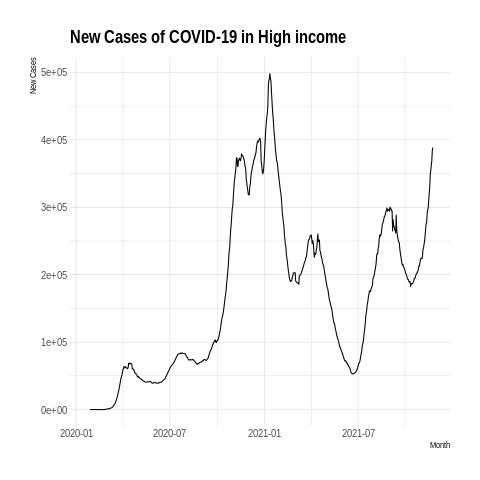 New Cases of COVID-19 in High income
New Cases
5e+05
4e+05
3e+05
2e+05
1e+05
0e+00
2020-01 2020-07 2021-01 2021-07
Month